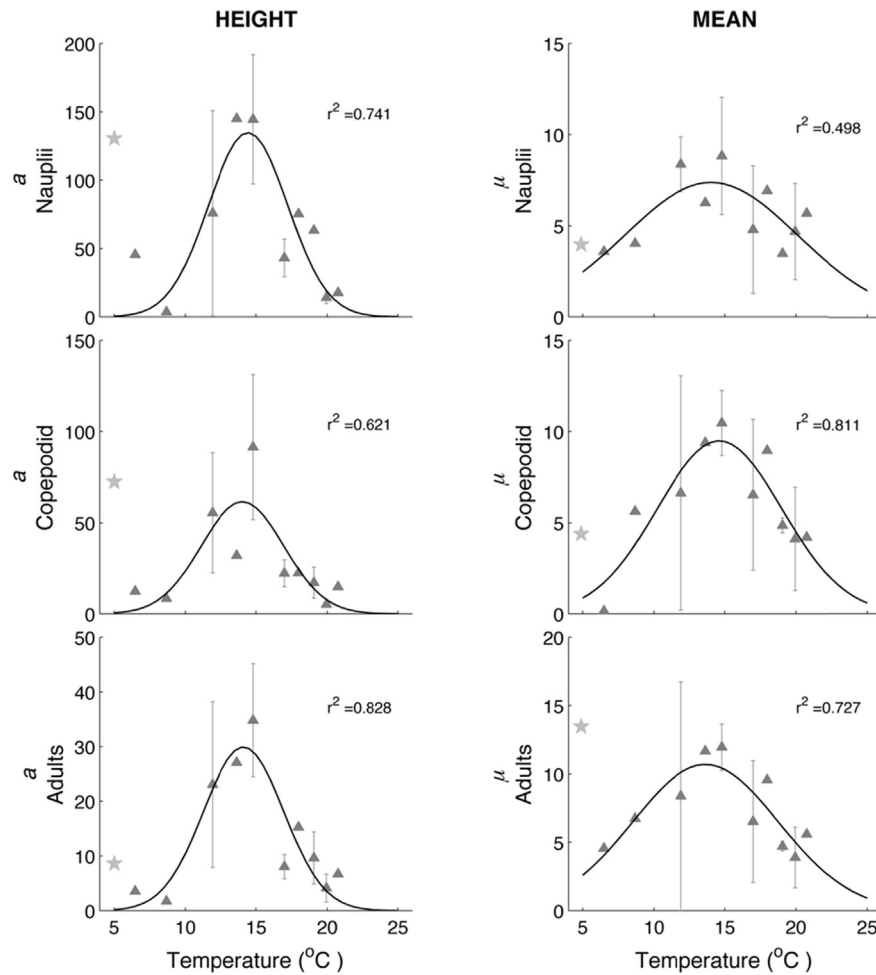 HEIGHT
MEAN
200
150
100
50
0
a
Nauplii
r² =0.741
15
10
5
0
μ
Nauplii
r² =0.498
150
100
50
0
a
Copepodid
r² =0.621
15
10
5
0
μ
Copepodid
r² =0.811
50
40
30
20
10
0
a
Adults
r² =0.828
5 10 15 20 25
Temperature (°C )
20
15
10
5
0
μ
Adults
r² =0.727
5 10 15 20 25
Temperature (°C )